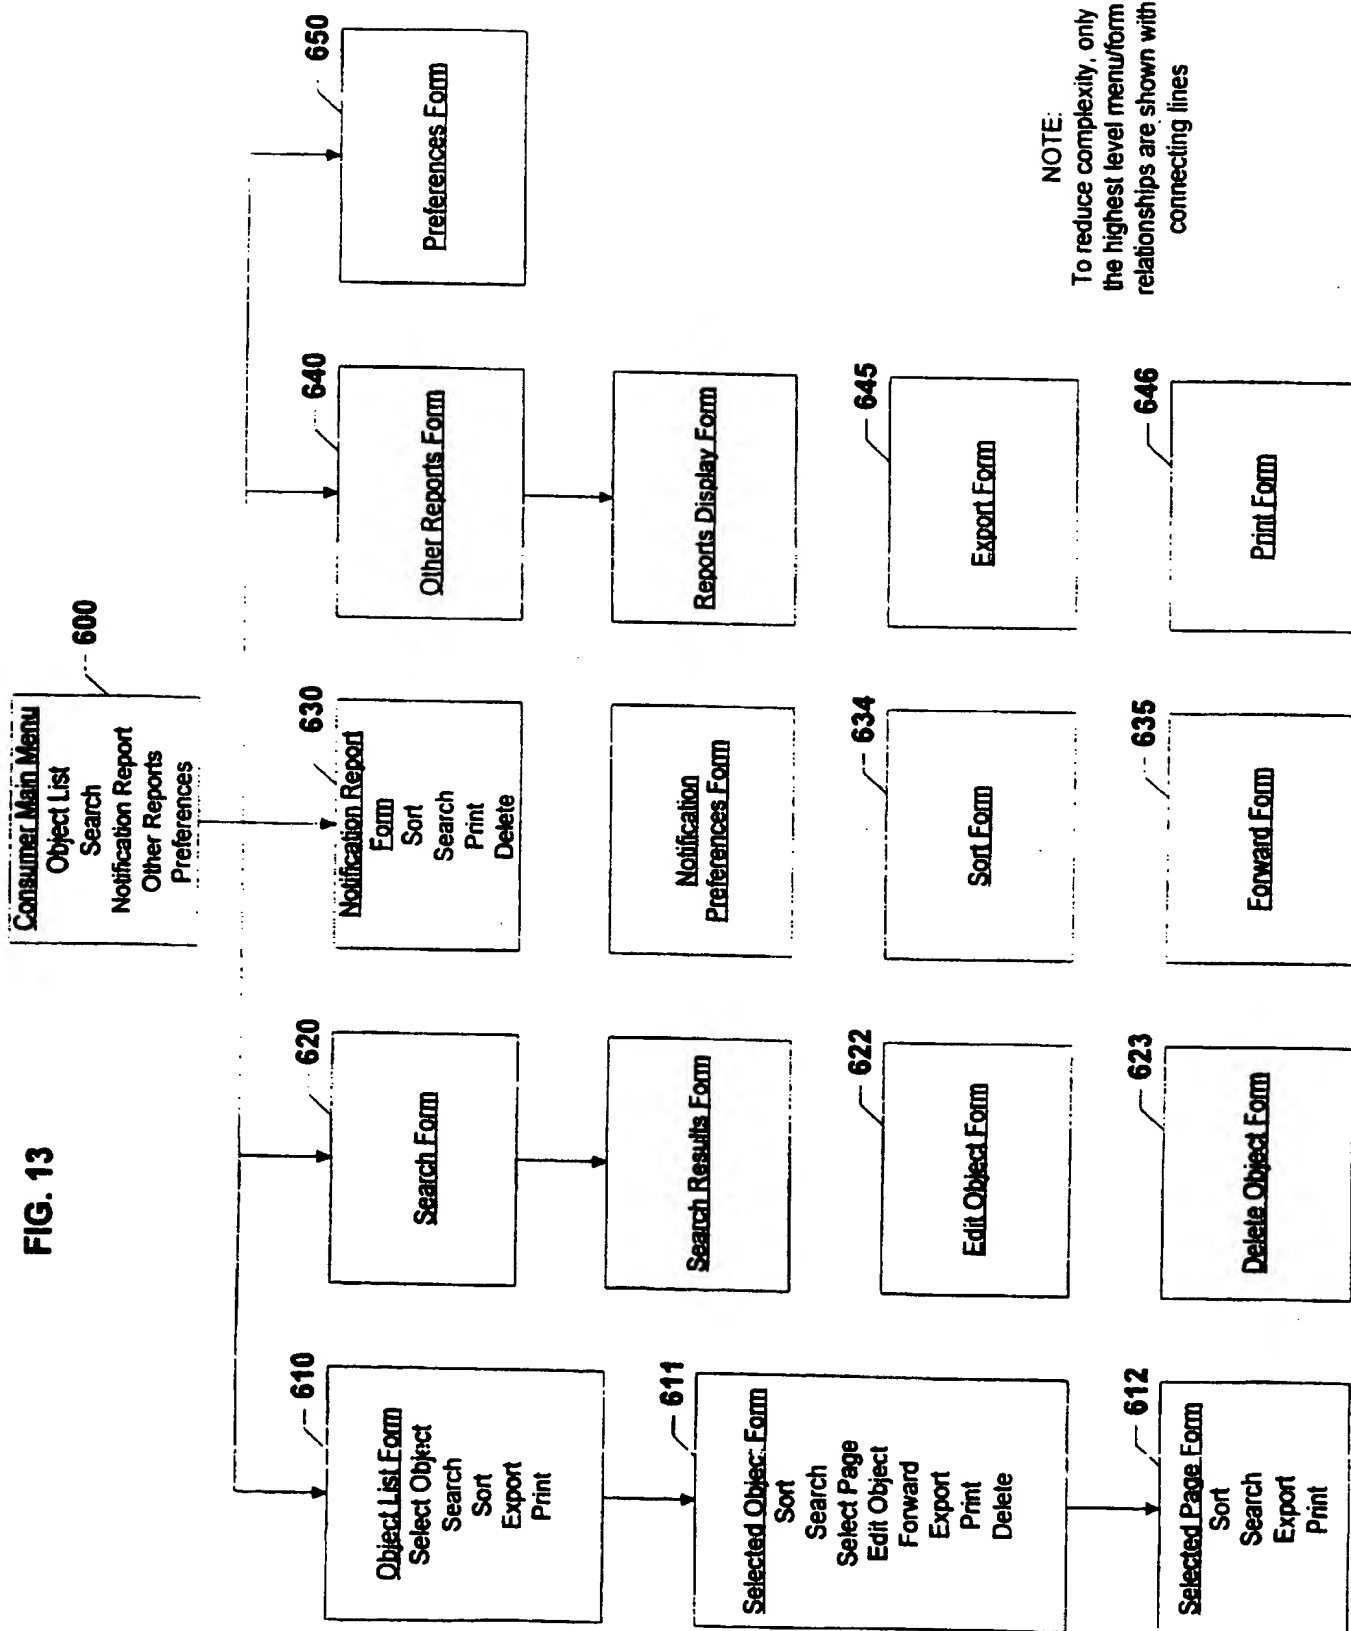 FIG. 13
Consumer Main Menu
Object List
Search
Notification Report
Other Reports
Preferences
600
610
Object List Form
Select Object
Search
Sort
Export
Print
620
Search Form
630
Notification Report
Form
Sort
Search
Print
Delete
640
Other Reports Form
650
Preferences Form
611
Selected Object Form
Sort
Search
Select Page
Edit Object
Forward
Export
Print
Delete
Search Results Form
Notification
Preferences Form
Reports Display Form
622
Edit Object Form
634
Sort Form
645
Export Form
612
Selected Page Form
Sort
Search
Export
Print
623
Delete Object Form
635
Forward Form
646
Print Form
NOTE:
To reduce complexity, only
the highest level menu/form
relationships are shown with
connecting lines